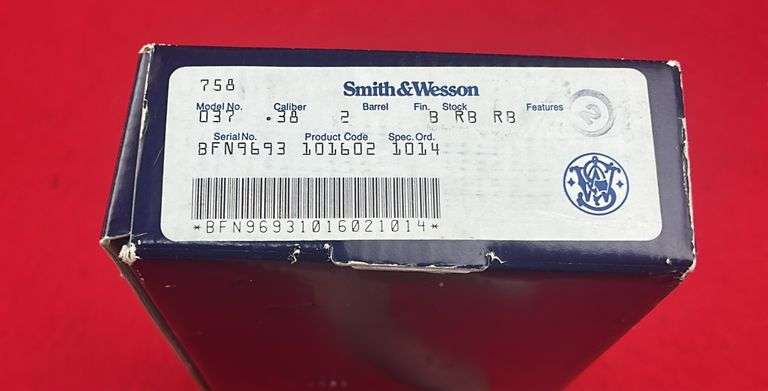 758
Smith&Wesson
Model No. Caliber Barrel Fin. Stock Features
037 .38 2 B RB RB 2
Serial No. Product Code Spec. Ord.
BFN9693 101602 1014
*BFN96931016021014*